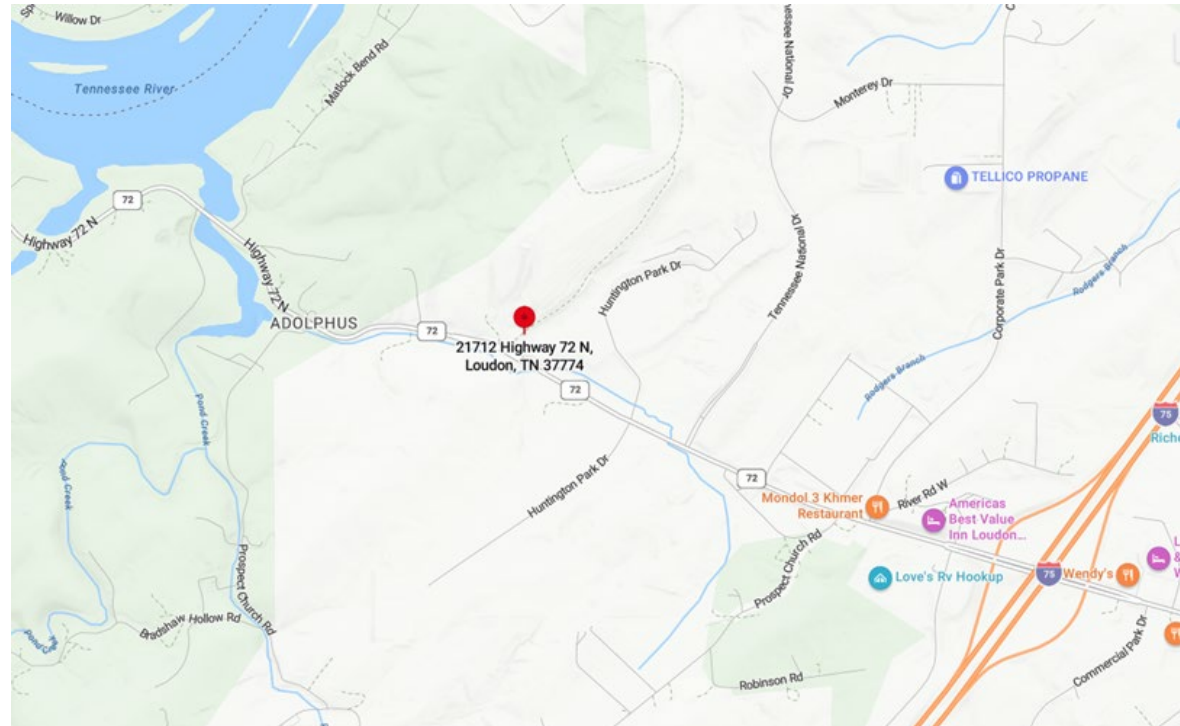 Willow Dr
Tennessee River
Matlock Bend Rd
Monterey Dr
TELLICO PROPANE
72
Highway 72 N
Highway 72 N
Huntington Park Dr
Tennessee National Dr
Rodgers Branch
Corporate Park Dr
ADOLPHUS
72
21712 Highway 72 N,
Loudon, TN 37774
72
Rodgers Branch
Pond Creek
75
Pond Creek
Huntington Park Dr
72
Mondol 3 Khmer
Restaurant
River Rd W
Americas
Best Value
Inn Loudon...
Love's Rv Hookup
75
Wendy's
Prospect Church Rd
Prospect Church Rd
Bradshaw Hollow Rd
Robinson Rd
Commercial Park Dr